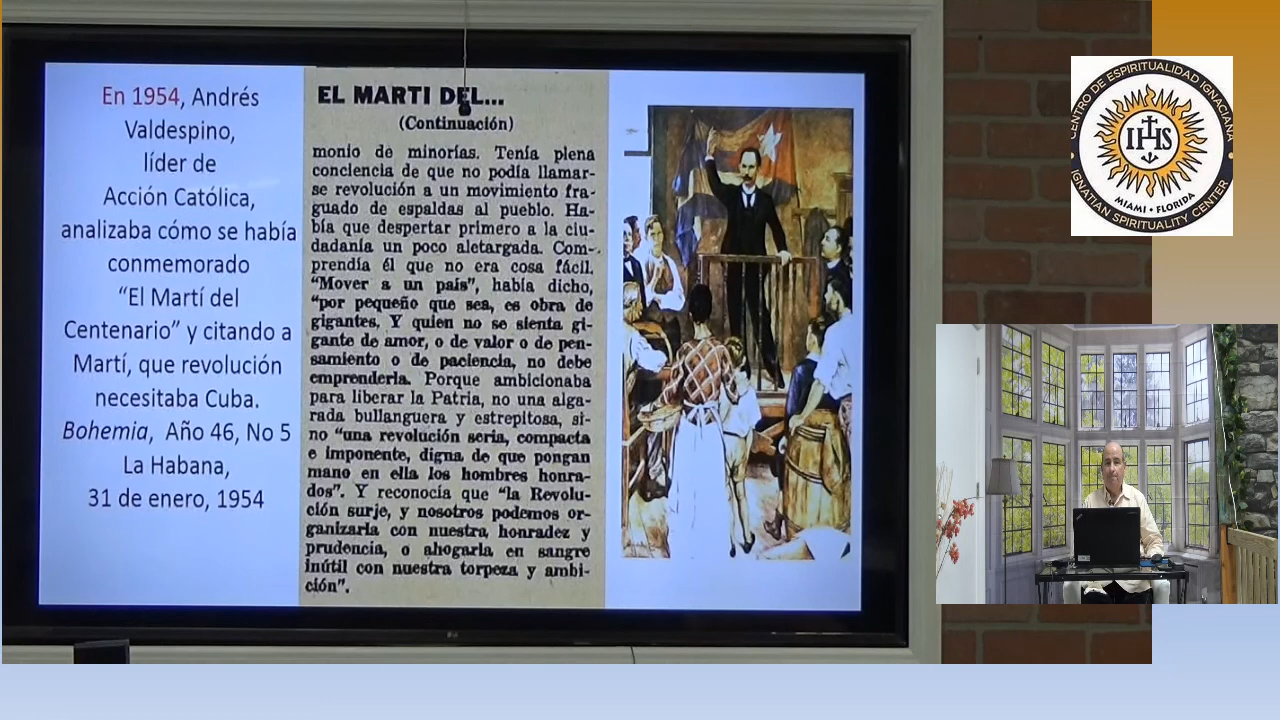 En 1954, Andrés
Valdespino,
líder de
Acción Católica,
analizaba cómo se había
conmemorado
“El Martí del
Centenario” y citando a
Martí, que revolución
necesitaba Cuba.
Bohemia, Año 46, No 5
La Habana,
31 de enero, 1954
EL MARTI DEL...
(Continuación)
monio de minorías. Tenía plena
conciencia de que no podía llamar-
se revolución a un movimiento fra-
guado de espaldas al pueblo. Ha-
bía que despertar primero a la ciu-
dadanía un poco aletargada. Com-
prendía él que no era cosa fácil.
“Mover a un país”, había dicho,
“por pequeño que sea, es obra de
gigantes, Y quien no se sienta gi-
gante de amor, o de valor o de pen-
samiento o de paciencia, no debe
emprenderla. Porque ambicionaba
para liberar la Patria, no una alga-
rada bullanguera y estrepitosa, si-
no “una revolución seria, compacta
e imponente, digna de que pongan
mano en ella los hombres honra-
dos”. Y reconocía que “la Revolu-
ción surje, y nosotros podemos or-
ganizarla con nuestra honradez y
prudencia, o ahogarla en sangre
inútil con nuestra torpeza y ambi-
ción”.
CENTRO DE ESPIRITUALIDAD IGNACIANA
IHS
MIAMI • FLORIDA
IGNATIAN SPIRITUALITY CENTER